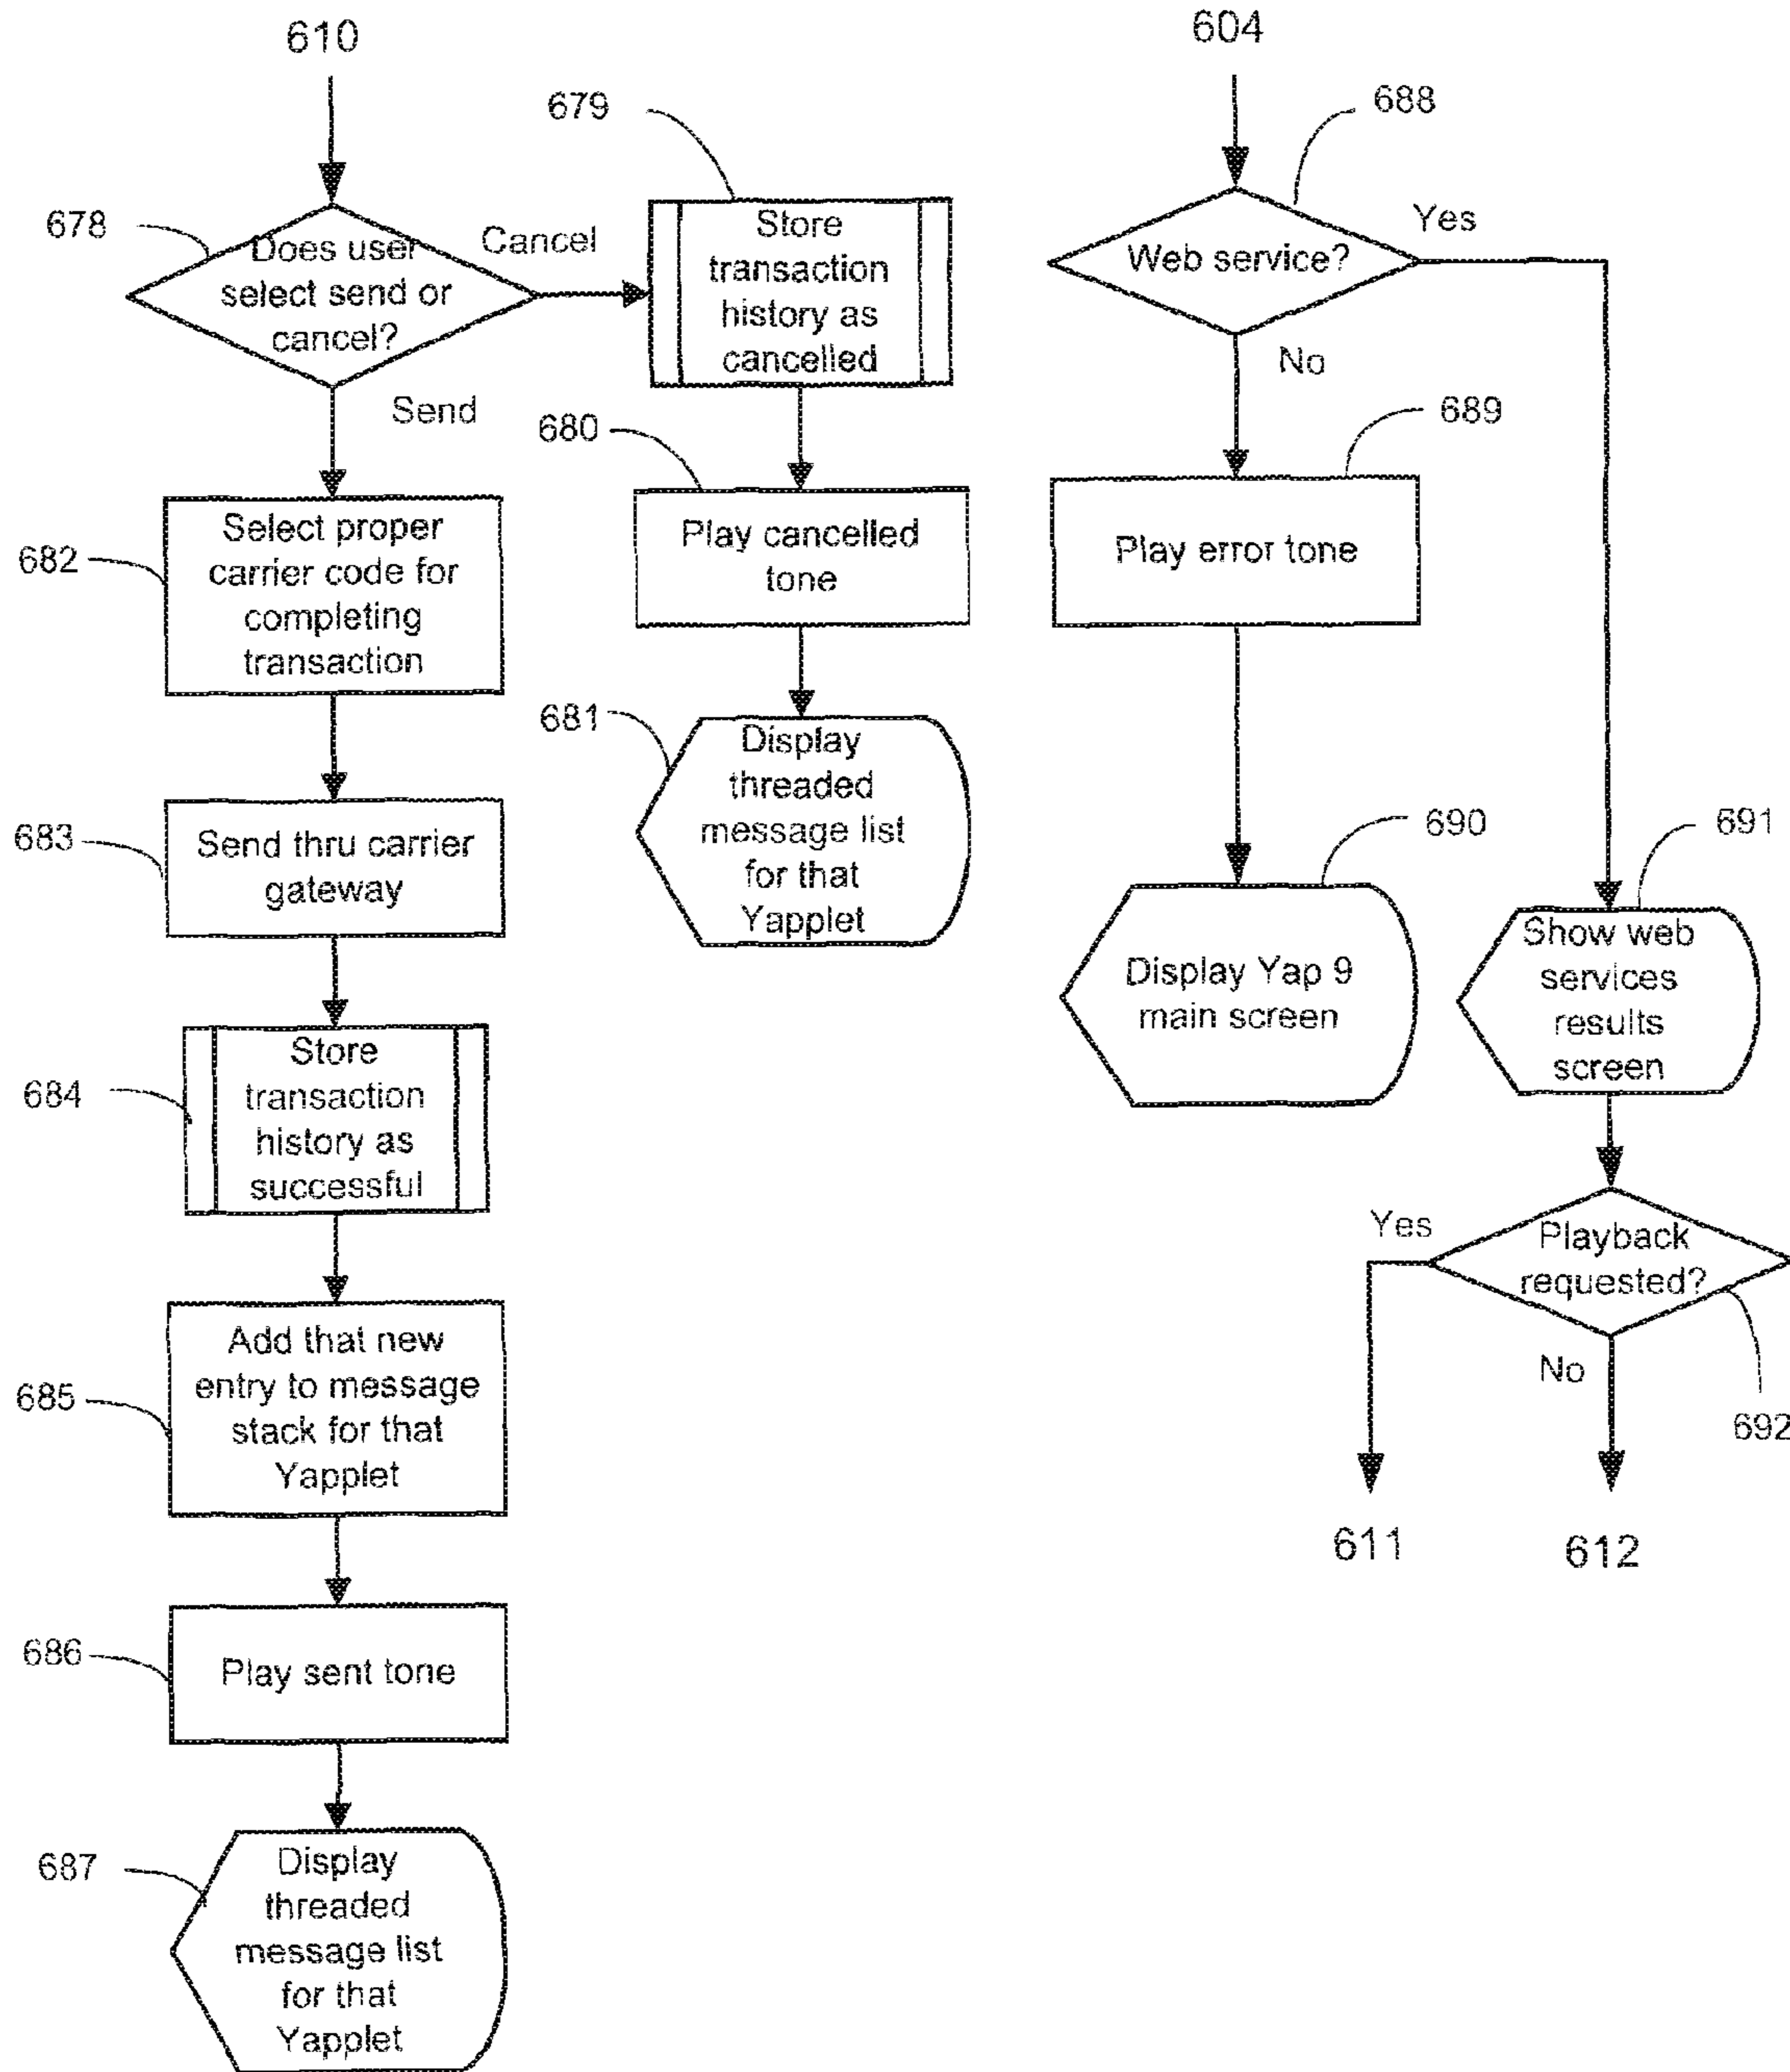 610
678
Does user
select send or
cancel?
Cancel
Send
679
Store
transaction
history as
cancelled
680
Play cancelled
tone
681
Display
threaded
message list
for that
Yapplet
682
Select proper
carrier code for
completing
transaction
683
Send thru carrier
gateway
684
Store
transaction
history as
successful
685
Add that new
entry to message
stack for that
Yapplet
686
Play sent tone
687
Display
threaded
message list
for that
Yapplet
604
688
Web service?
Yes
No
689
Play error tone
690
Display Yap 9
main screen
691
Show web
services
results
screen
Yes
Playback
requested?
No
692
611
612